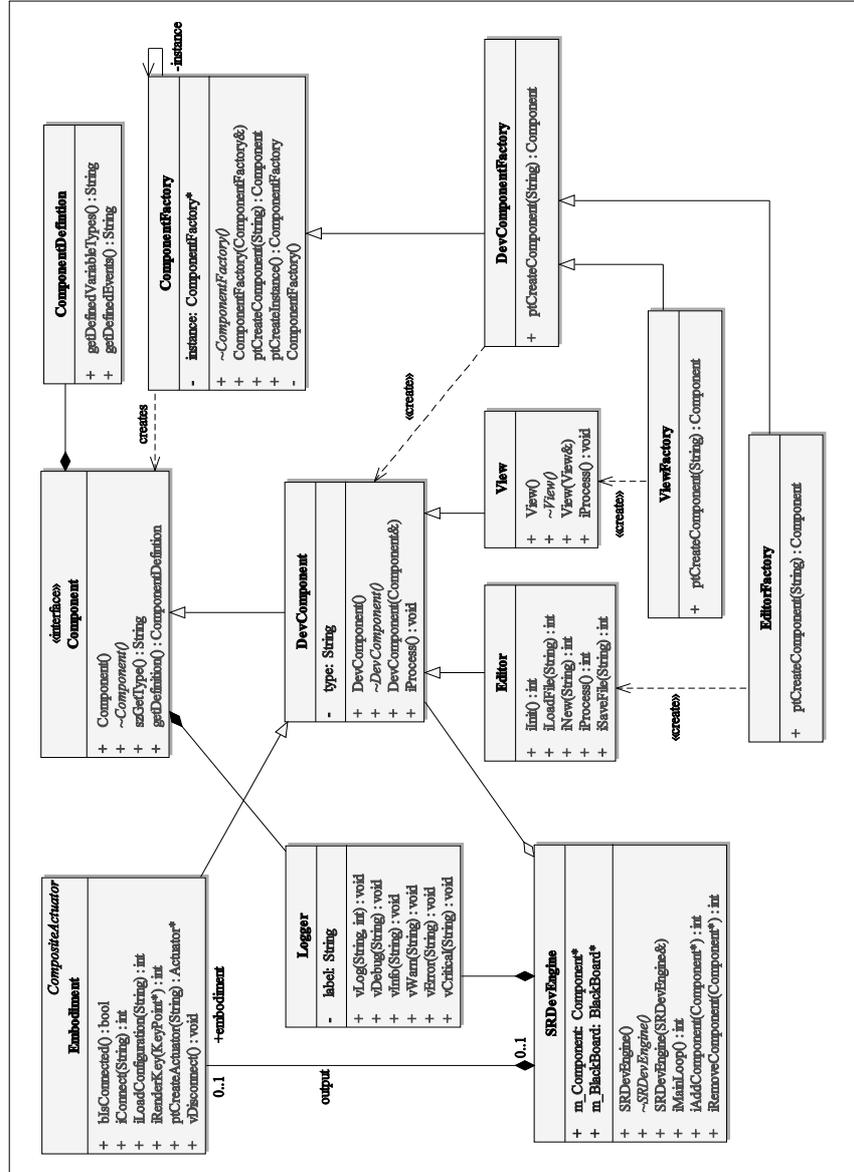 CompositeActuator
Embodiment
+ bIsConnected() : bool
+ iConnect(String) : int
+ iLoadConfiguration(String) : int
+ iRenderKey(KeyPoint*) : int
+ ptCreateActuator(String) : Actuator*
+ vDisconnect() : void
«interface»
Component
+ Component()
+ ~Component()
+ szGetType() : String
+ getDefinition() : ComponentDefintion
ComponentDefintion
+ getDefinedVariableTypes() : String
+ getDefinedEvents() : String
creates
ComponentFactory
- instance: ComponentFactory*
+ ~ComponentFactory()
+ ComponentFactory(ComponentFactory&)
+ ptCreateComponent(String) : Component
+ ptCreateInstance() : ComponentFactory
- ComponentFactory()
-instance
0..1
+embodiment
output
0..1
Logger
- label: String
+ vLog(String, int) : void
+ vDebug(String) : void
+ vInfo(String) : void
+ vWarn(String) : void
+ vError(String) : void
+ vCritical(String) : void
DevComponent
- type: String
+ DevComponent()
+ ~DevComponent()
+ DevComponent(Component&)
+ iProcess() : void
«create»
SRDevEngine
+ m_Component: Component*
+ m_BlackBoard: BlackBoard*
+ SRDevEngine()
+ ~SRDevEngine()
+ SRDevEngine(SRDevEngine&)
+ iMainLoop() : int
+ iAddComponent(Component*) : int
+ iRemoveComponent(Component*) : int
Editor
+ iInit() : int
+ iLoadFile(String) : int
+ iNew(String) : int
+ iProcess() : int
+ iSaveFile(String) : int
View
+ View()
+ ~View()
+ View(View&)
+ iProcess() : void
DevComponentFactory
+ ptCreateComponent(String) : Component
«create»
«create»
ViewFactory
+ ptCreateComponent(String) : Component
EditorFactory
+ ptCreateComponent(String) : Component